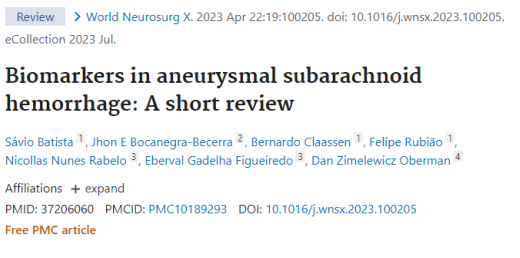 Review > World Neurosurg X. 2023 Apr 22:19:100205. doi: 10.1016/j.wnsx.2023.100205.
eCollection 2023 Jul.
Biomarkers in aneurysmal subarachnoid
hemorrhage: A short review
Sávio Batista 1, Jhon E Bocanegra-Becerra 2, Bernardo Claassen 1, Felipe Rubião 1,
Nicollas Nunes Rabelo 3, Eberval Gadelha Figueiredo 3, Dan Zimelewicz Oberman 4
Affiliations + expand
PMID: 37206060 PMCID: PMC10189293 DOI: 10.1016/j.wnsx.2023.100205
Free PMC article